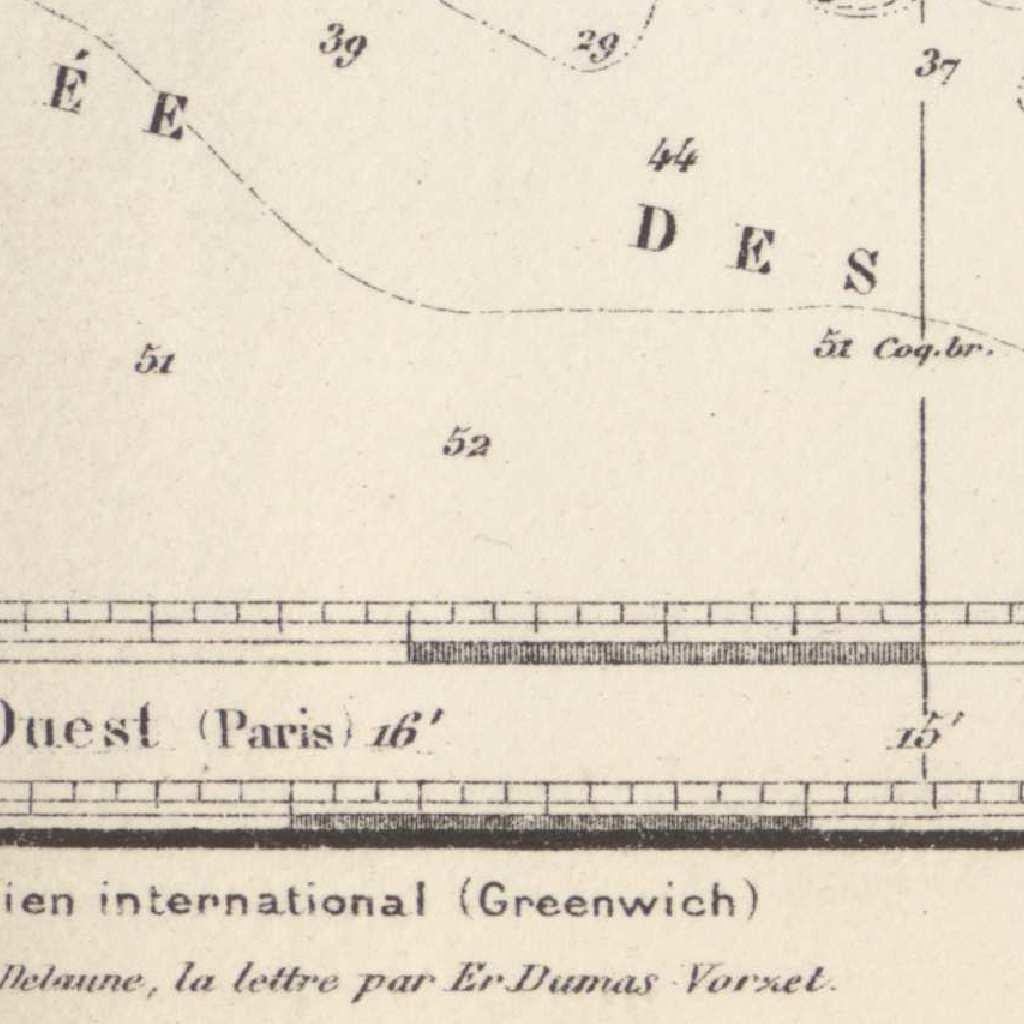 39
29
37
É E
44
D E S
51 Coq.br.
51
52
Ouest (Paris) 16'
15'
ien international (Greenwich)
Delaune, la lettre par Er Dumas Vorzet.